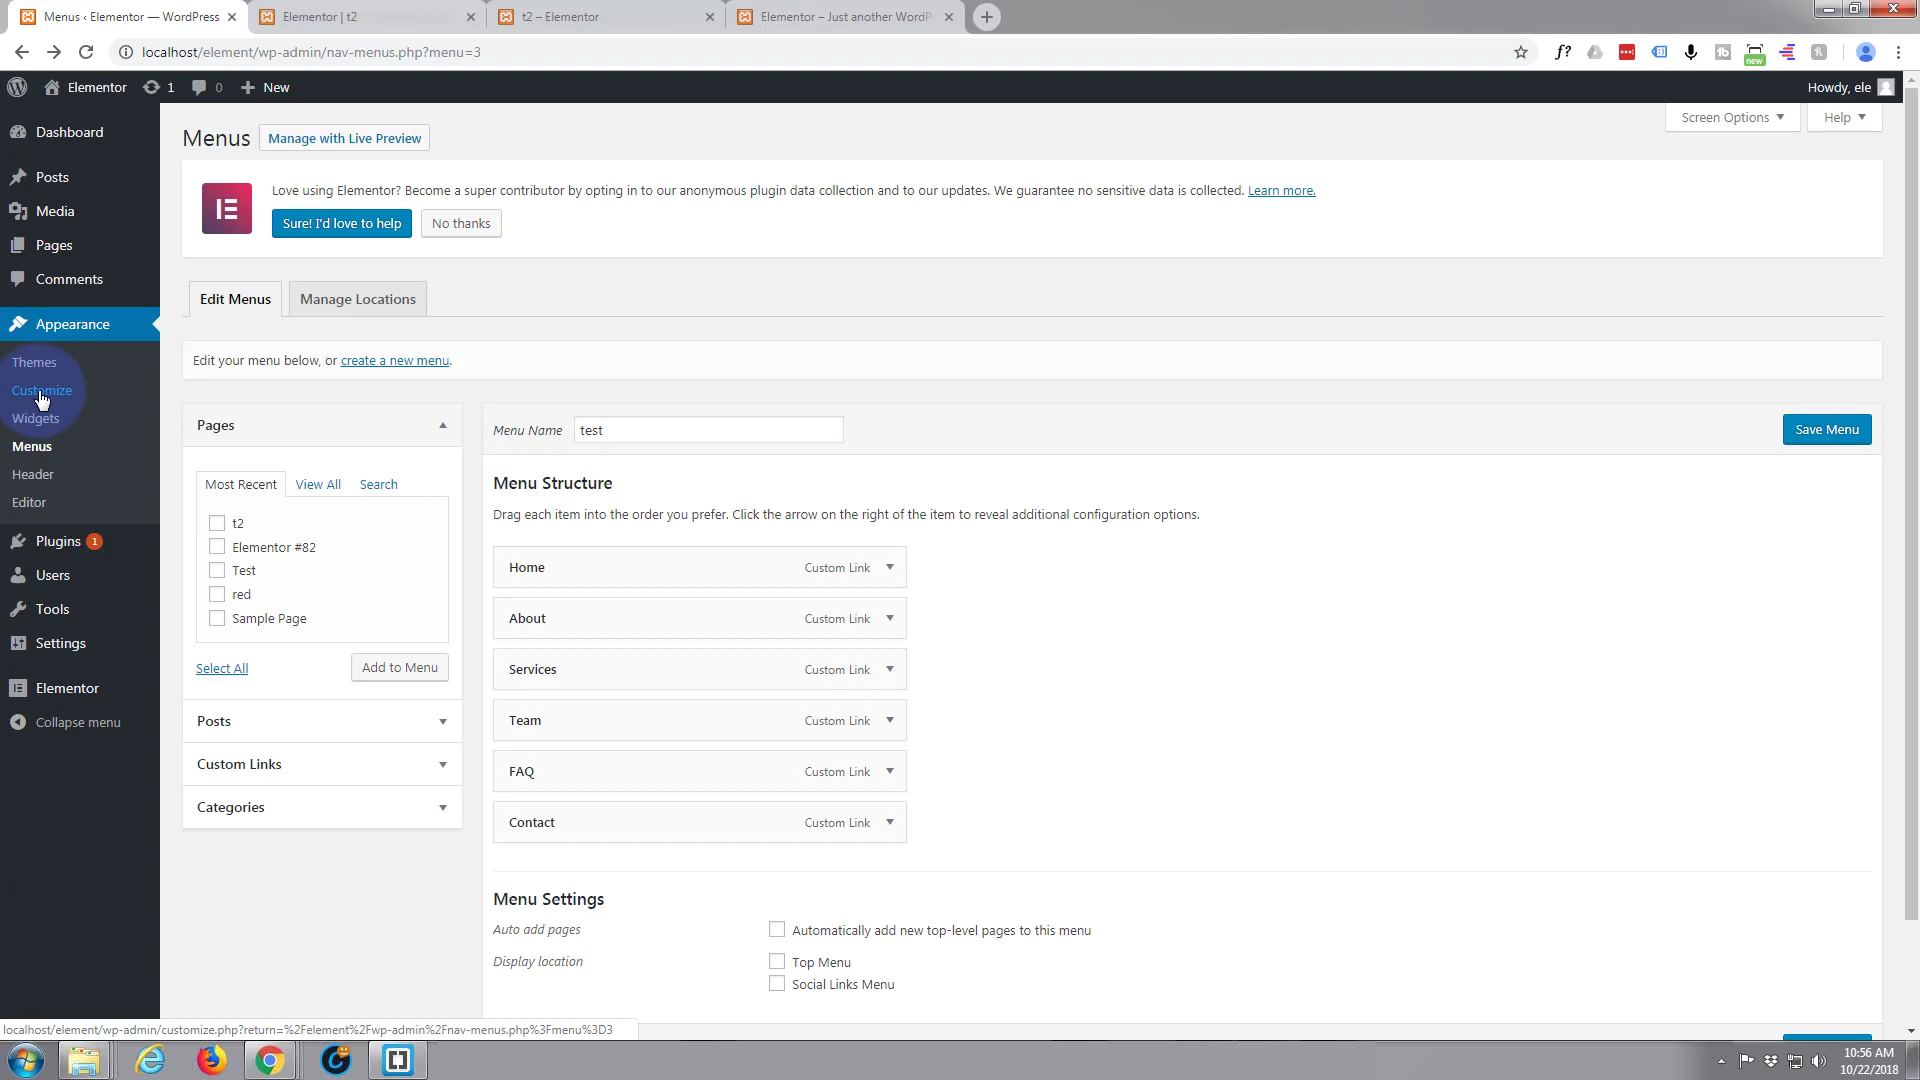 Menus ‹ Elementor — WordPress
Elementor | t2
t2 – Elementor
Elementor – Just another WordP
localhost/element/wp-admin/nav-menus.php?menu=3
f?
new
Elementor
1
0
New
Howdy, ele
Screen Options
Help
Dashboard
Posts
Media
Pages
Comments
Appearance
Themes
Customize
Widgets
Menus
Header
Editor
Plugins 1
Users
Tools
Settings
Elementor
Collapse menu
Menus
Manage with Live Preview
Love using Elementor? Become a super contributor by opting in to our anonymous plugin data collection and to our updates. We guarantee no sensitive data is collected. Learn more.
Sure! I'd love to help
No thanks
Edit Menus
Manage Locations
Edit your menu below, or create a new menu.
Pages
Most Recent
View All
Search
t2
Elementor #82
Test
red
Sample Page
Select All
Add to Menu
Posts
Custom Links
Categories
Menu Name
test
Save Menu
Menu Structure
Drag each item into the order you prefer. Click the arrow on the right of the item to reveal additional configuration options.
Home Custom Link
About Custom Link
Services Custom Link
Team Custom Link
FAQ Custom Link
Contact Custom Link
Menu Settings
Auto add pages
Automatically add new top-level pages to this menu
Display location
Top Menu
Social Links Menu
localhost/element/wp-admin/customize.php?return=%2Felement%2Fwp-admin%2Fnav-menus.php%3Fmenu%3D3
10:56 AM
10/22/2018